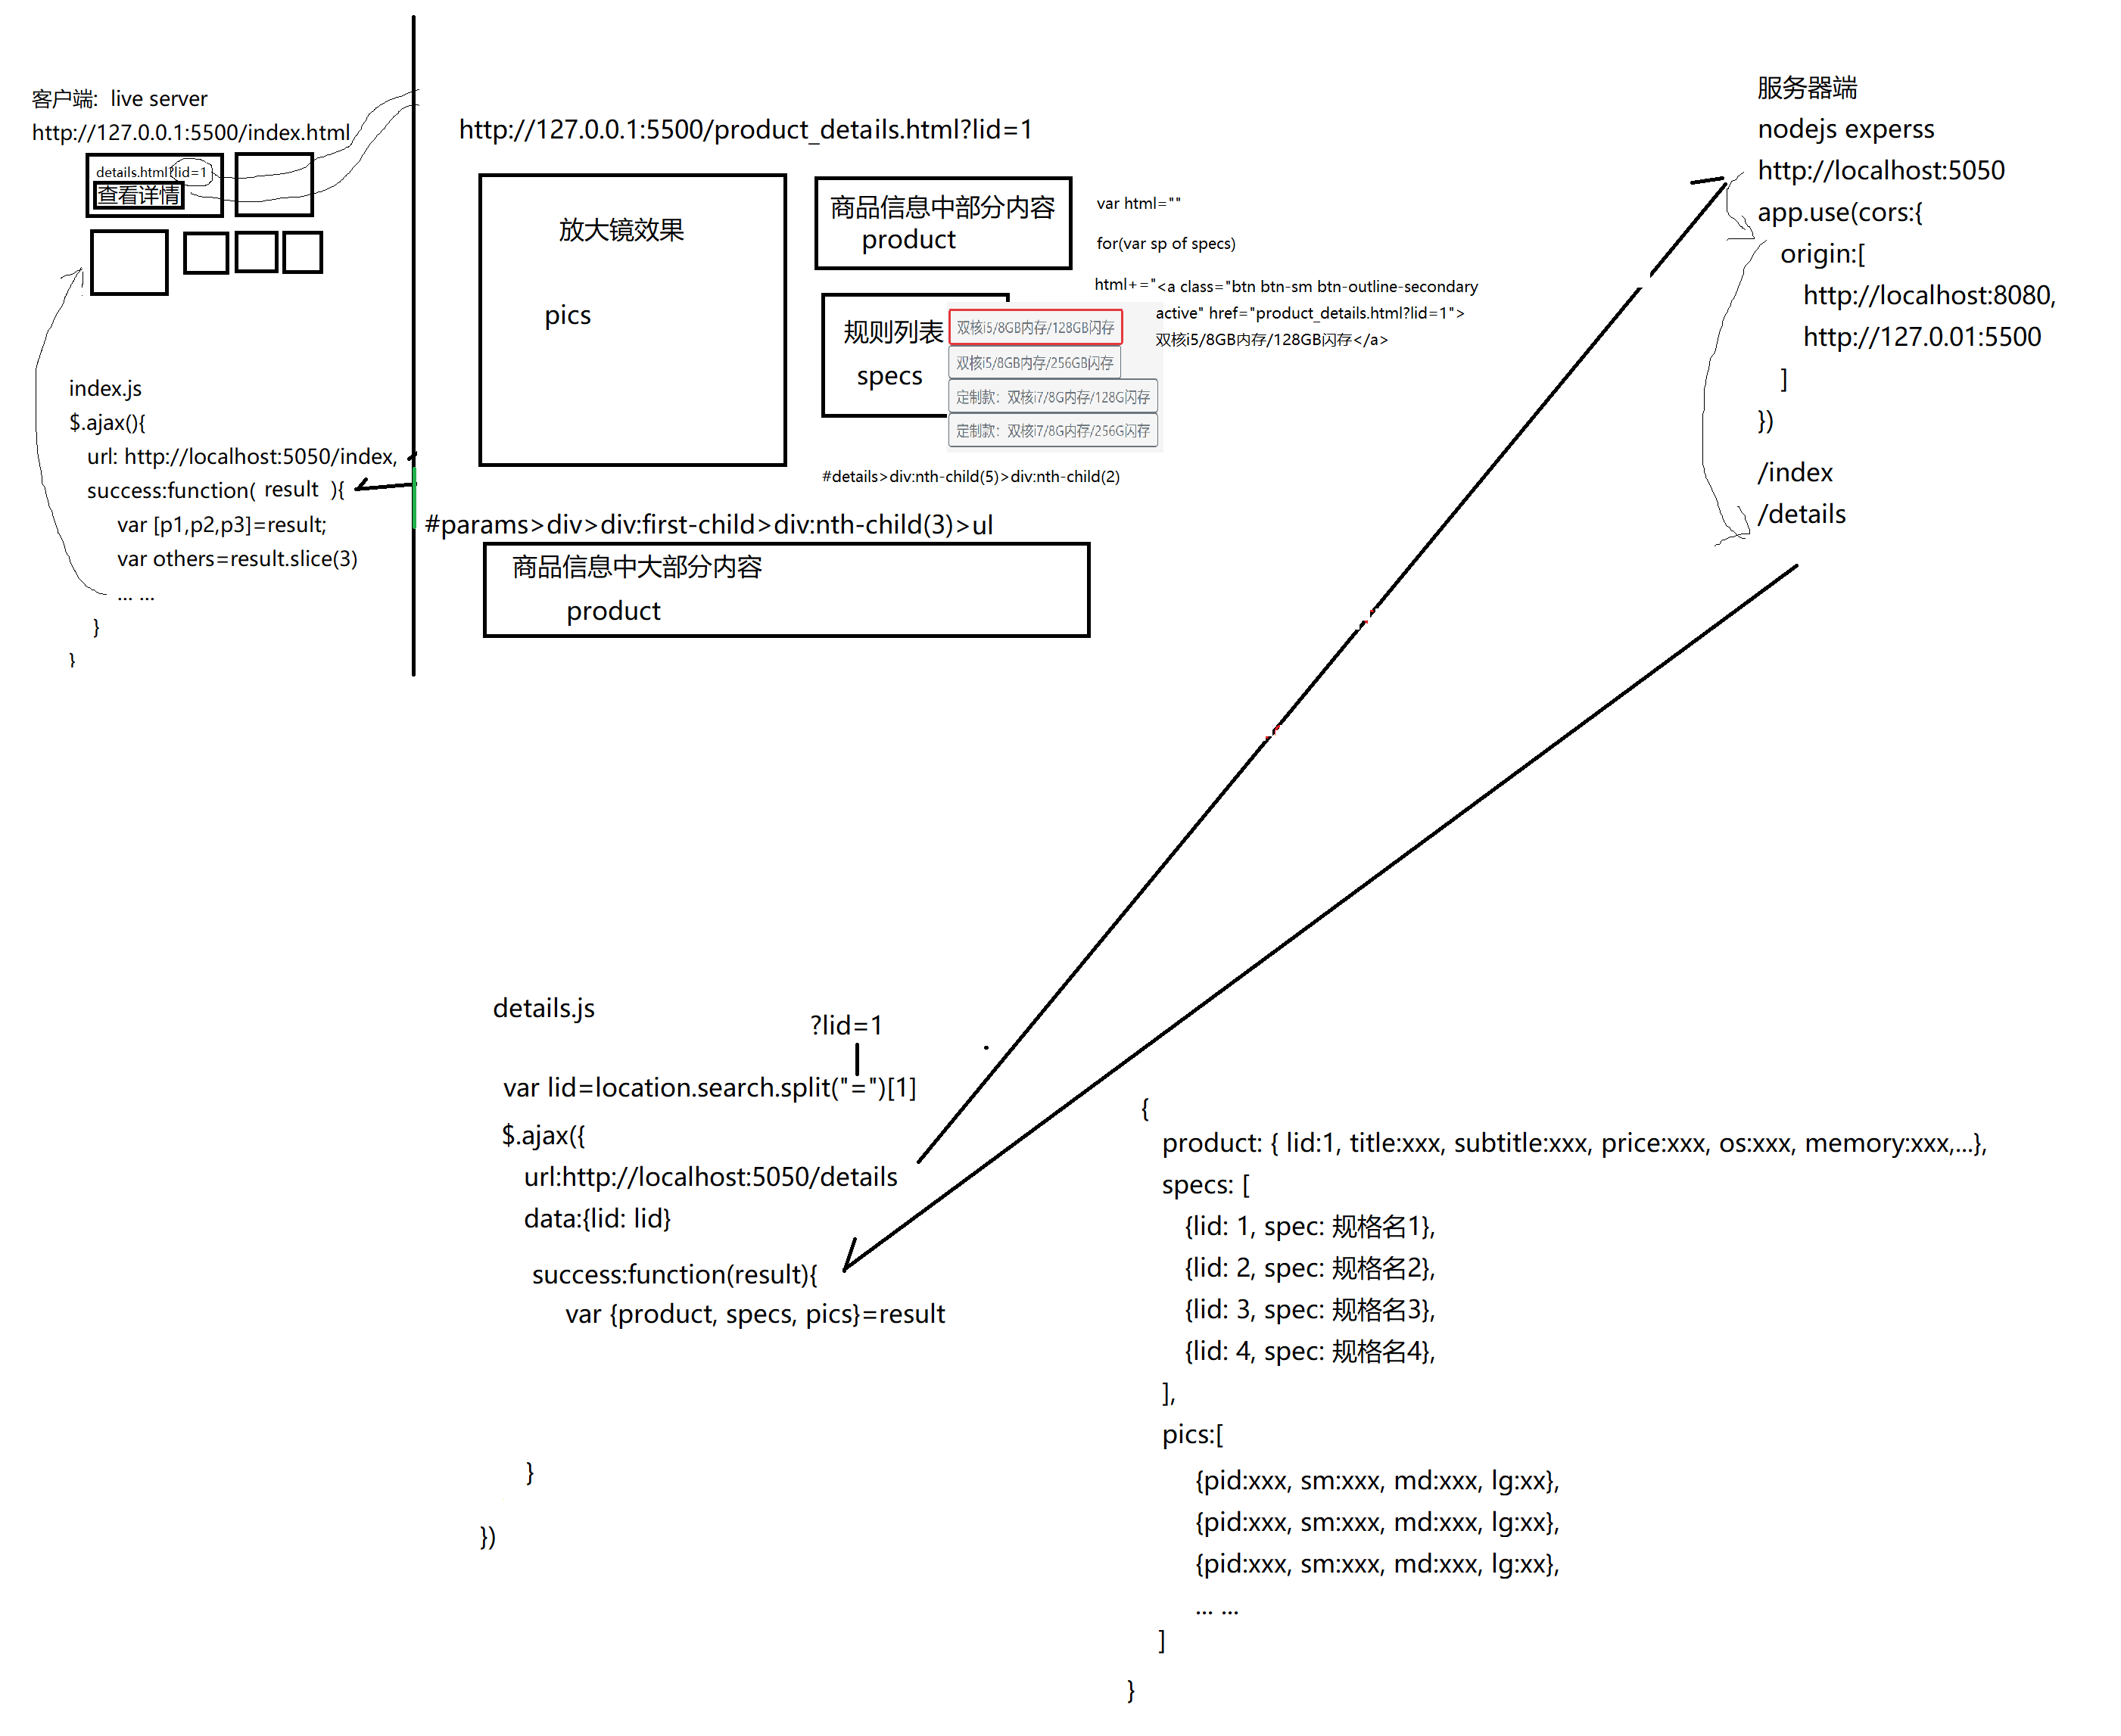 客户端:  live server
http://127.0.0.1:5500/index.html
details.html?lid=1
查看详情
index.js
$.ajax(){
url: http://localhost:5050/index,
success:function( result ){
var [p1,p2,p3]=result;
var others=result.slice(3)
... ...
}
}
http://127.0.0.1:5500/product_details.html?lid=1
放大镜效果
pics
商品信息中部分内容
product
规则列表
specs
双核i5/8GB内存/128GB闪存
双核i5/8GB内存/256GB闪存
定制款：双核i7/8G内存/128G闪存
定制款：双核i7/8G内存/256G闪存
#details>div:nth-child(5)>div:nth-child(2)
var html=""
for(var sp of specs)
html+="<a class="btn btn-sm btn-outline-secondary
active" href="product_details.html?lid=1">
双核i5/8GB内存/128GB闪存</a>
#params>div>div:first-child>div:nth-child(3)>ul
商品信息中大部分内容
product
服务器端
nodejs experss
http://localhost:5050
app.use(cors:{
origin:[
http://localhost:8080,
http://127.0.01:5500
]
})
/index
/details
details.js
?lid=1
var lid=location.search.split("=")[1]
$.ajax({
url:http://localhost:5050/details
data:{lid: lid}
success:function(result){
var {product, specs, pics}=result
}
})
{
product: { lid:1, title:xxx, subtitle:xxx, price:xxx, os:xxx, memory:xxx,...},
specs: [
{lid: 1, spec: 规格名1},
{lid: 2, spec: 规格名2},
{lid: 3, spec: 规格名3},
{lid: 4, spec: 规格名4},
],
pics:[
{pid:xxx, sm:xxx, md:xxx, lg:xx},
{pid:xxx, sm:xxx, md:xxx, lg:xx},
{pid:xxx, sm:xxx, md:xxx, lg:xx},
... ...
]
}